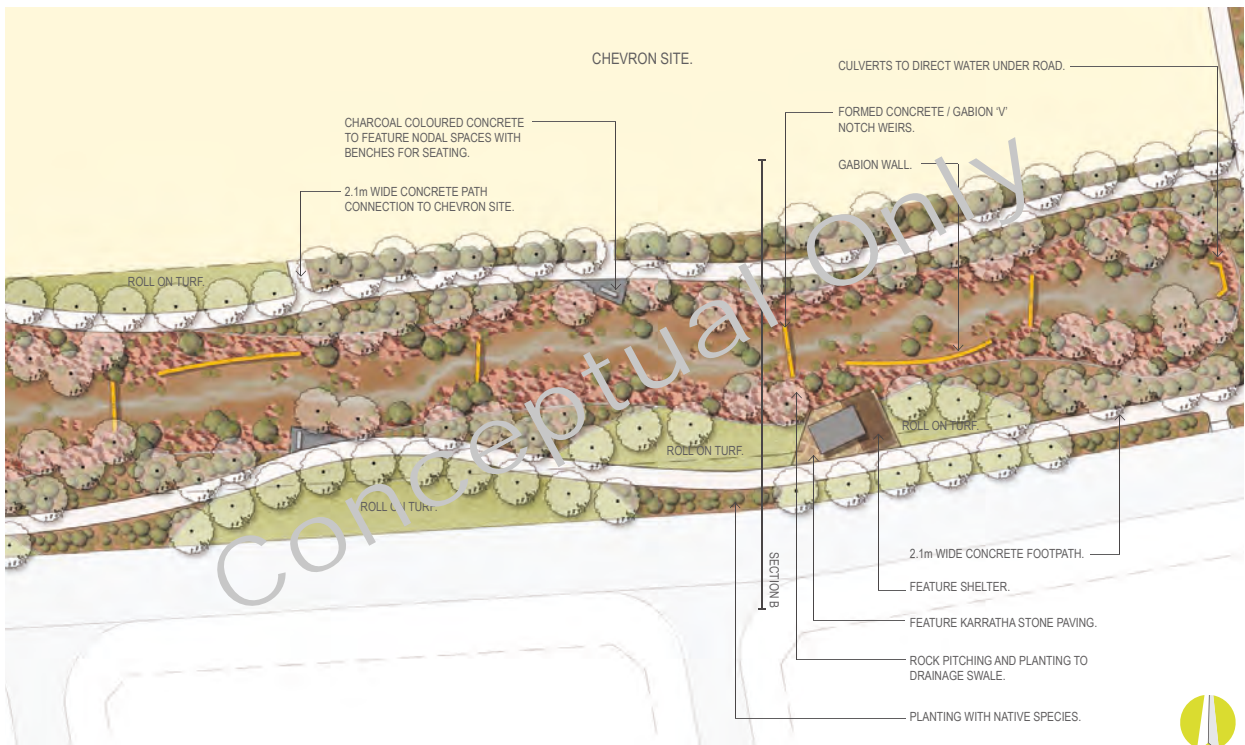 CHEVRON SITE.
CULVERTS TO DIRECT WATER UNDER ROAD.
CHARCOAL COLOURED CONCRETE
TO FEATURE NODAL SPACES WITH
BENCHES FOR SEATING.
FORMED CONCRETE / GABION ‘V’
NOTCH WEIRS.
GABION WALL.
2.1m WIDE CONCRETE PATH
CONNECTION TO CHEVRON SITE.
ROLL ON TURF.
Conceptual Only
ROLL ON TURF.
ROLL ON TURF.
ROLL ON TURF.
SECTION B
2.1m WIDE CONCRETE FOOTPATH.
FEATURE SHELTER.
FEATURE KARRATHA STONE PAVING.
ROCK PITCHING AND PLANTING TO
DRAINAGE SWALE.
PLANTING WITH NATIVE SPECIES.